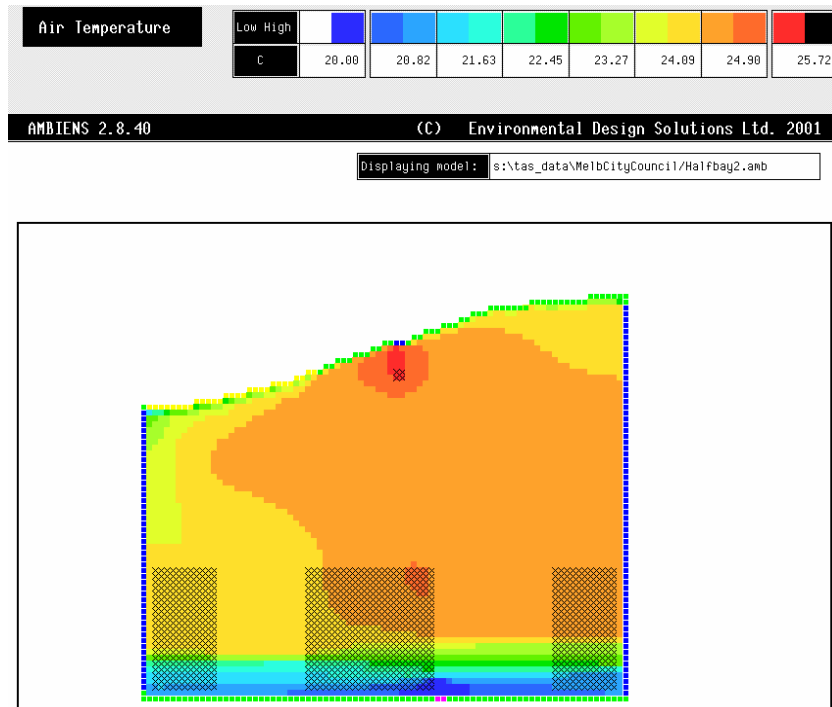 Air Temperature
Low High
C 20.00 20.82 21.63 22.45 23.27 24.09 24.90 25.72
AMBIENS 2.8.40 (C) Environmental Design Solutions Ltd. 2001
Displaying model: s:\tas_data\MelbCityCouncil/Halfbay2.amb